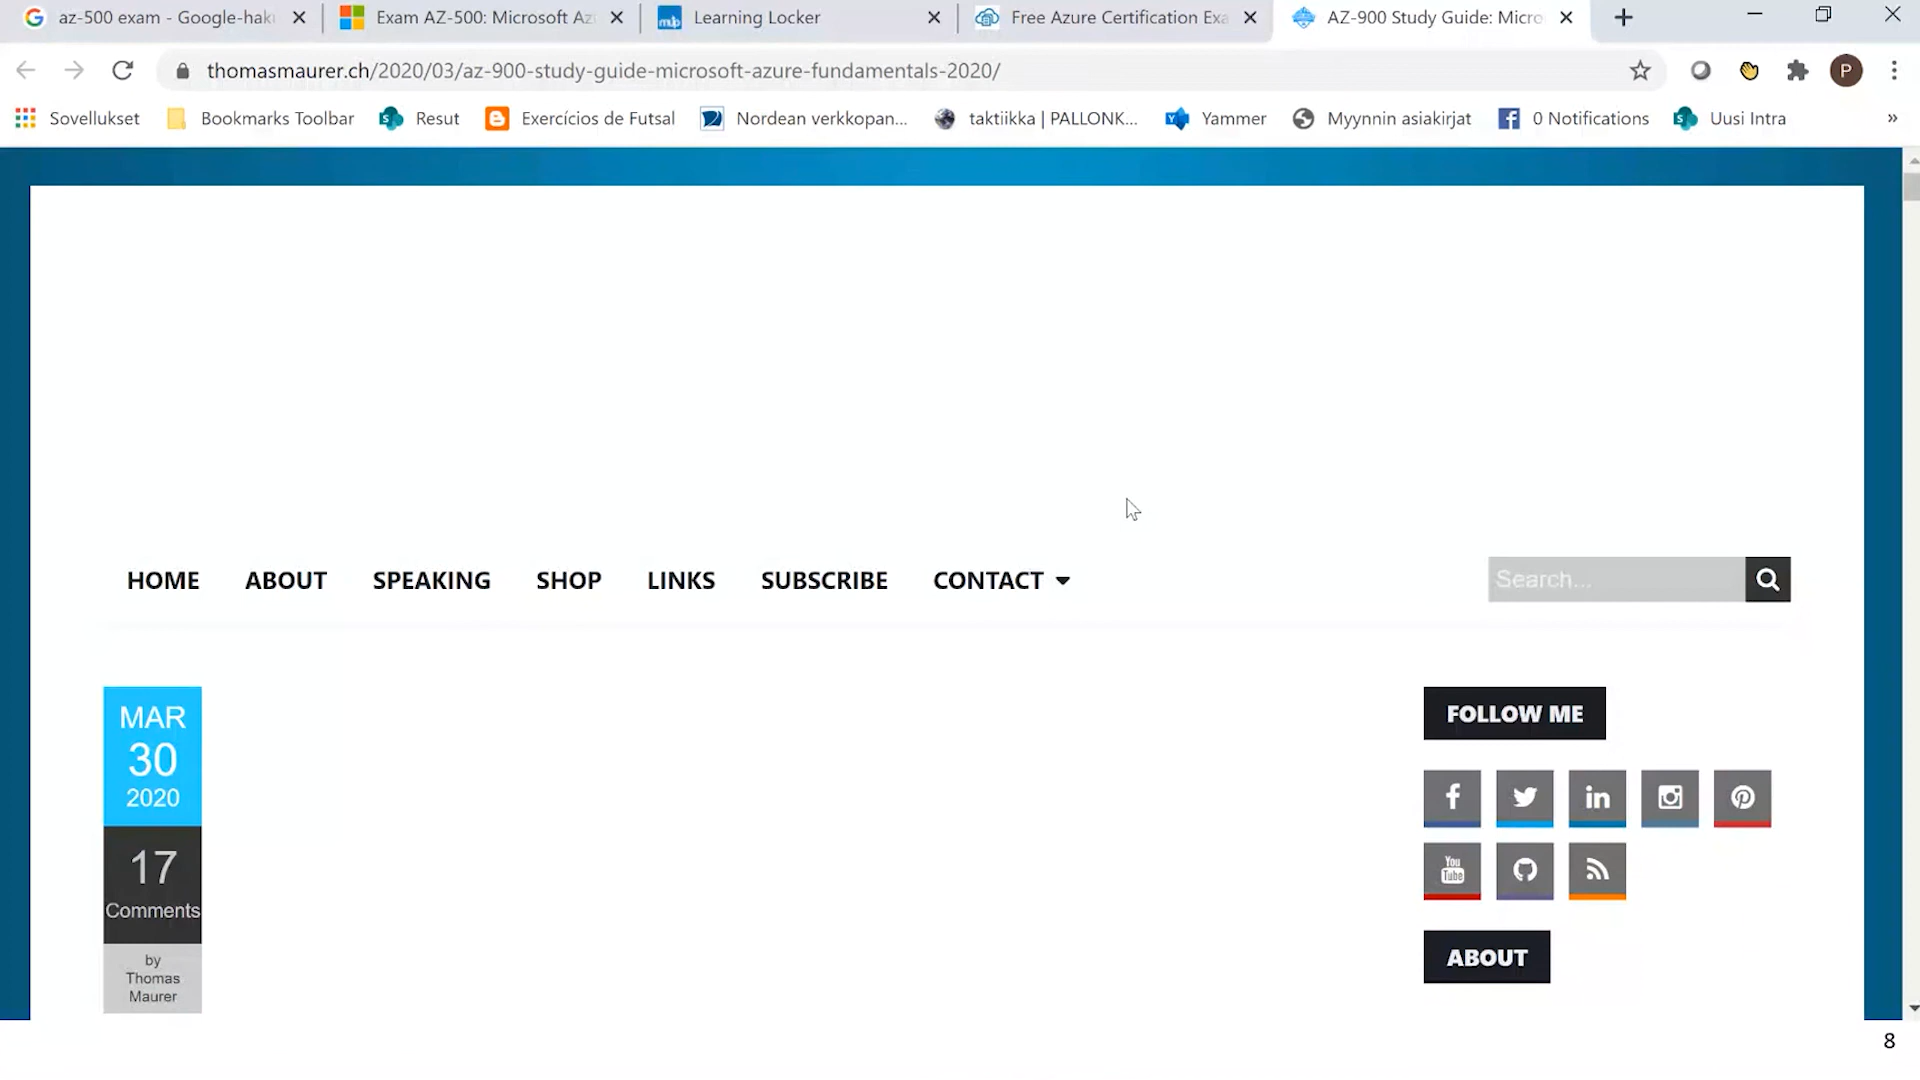 az-500 exam - Google-hak
Exam AZ-500: Microsoft Az
Learning Locker
Free Azure Certification Exa
AZ-900 Study Guide: Micro
thomasmaurer.ch/2020/03/az-900-study-guide-microsoft-azure-fundamentals-2020/
P
Sovellukset
Bookmarks Toolbar
Resut
Exercícios de Futsal
Nordean verkkopan...
taktiikka | PALLONK...
Yammer
Myynnin asiakirjat
0 Notifications
Uusi Intra
»
HOME
ABOUT
SPEAKING
SHOP
LINKS
SUBSCRIBE
CONTACT
Search...
MAR
30
2020
17
Comments
by
Thomas
Maurer
FOLLOW ME
You
Tube
ABOUT
8